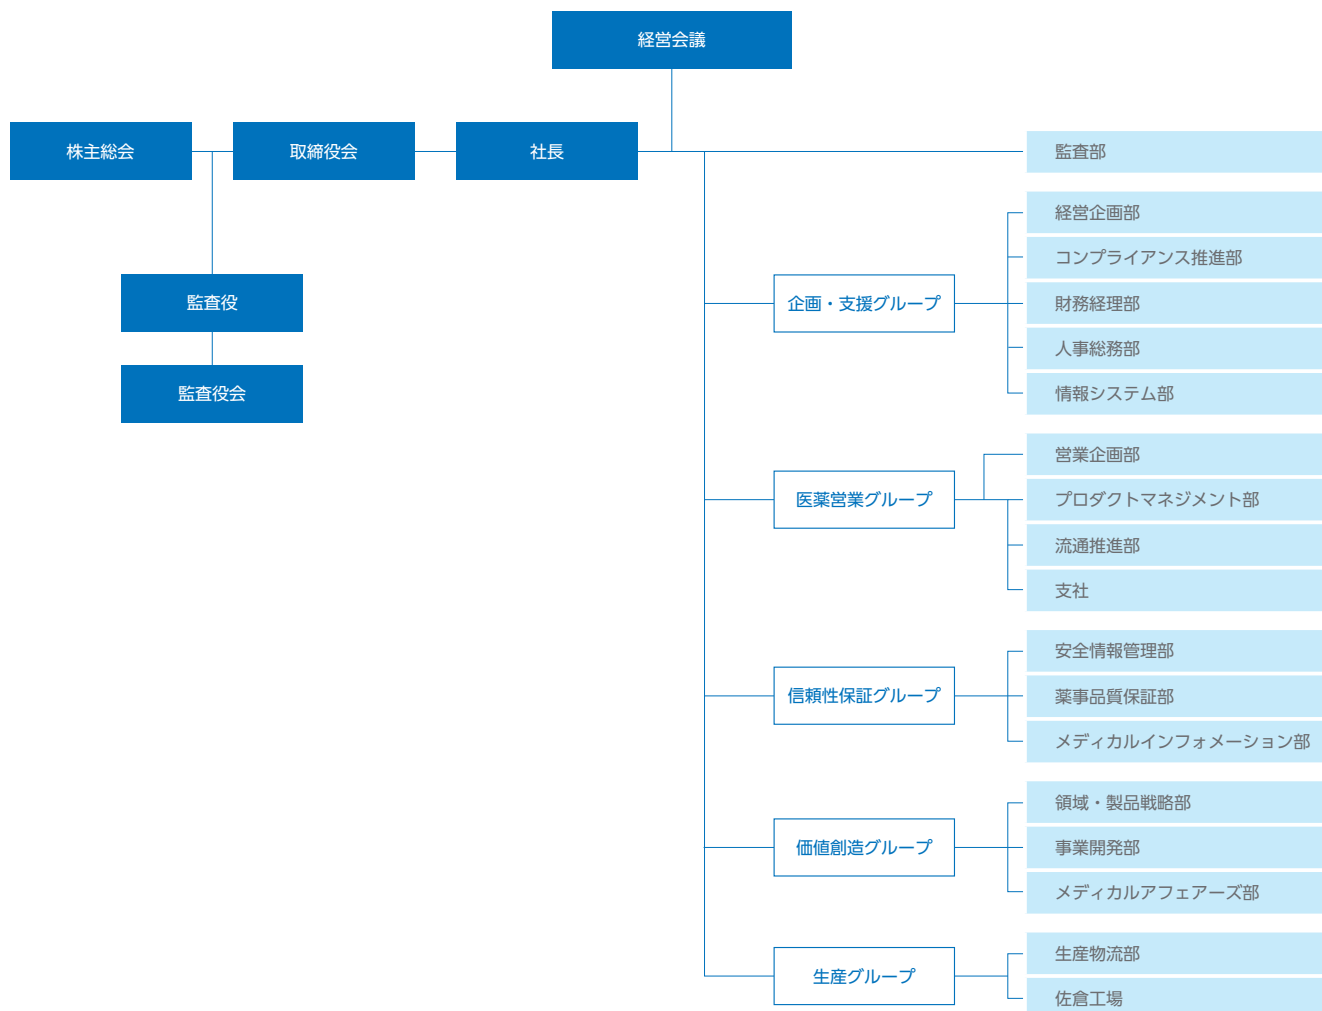 経営会議
株主総会
取締役会
社長
監査部
監査役
監査役会
企画・支援グループ
経営企画部
コンプライアンス推進部
財務経理部
人事総務部
情報システム部
医薬営業グループ
営業企画部
プロダクトマネジメント部
流通推進部
支社
信頼性保証グループ
安全情報管理部
薬事品質保証部
メディカルインフォメーション部
価値創造グループ
領域・製品戦略部
事業開発部
メディカルアフェアーズ部
生産グループ
生産物流部
佐倉工場